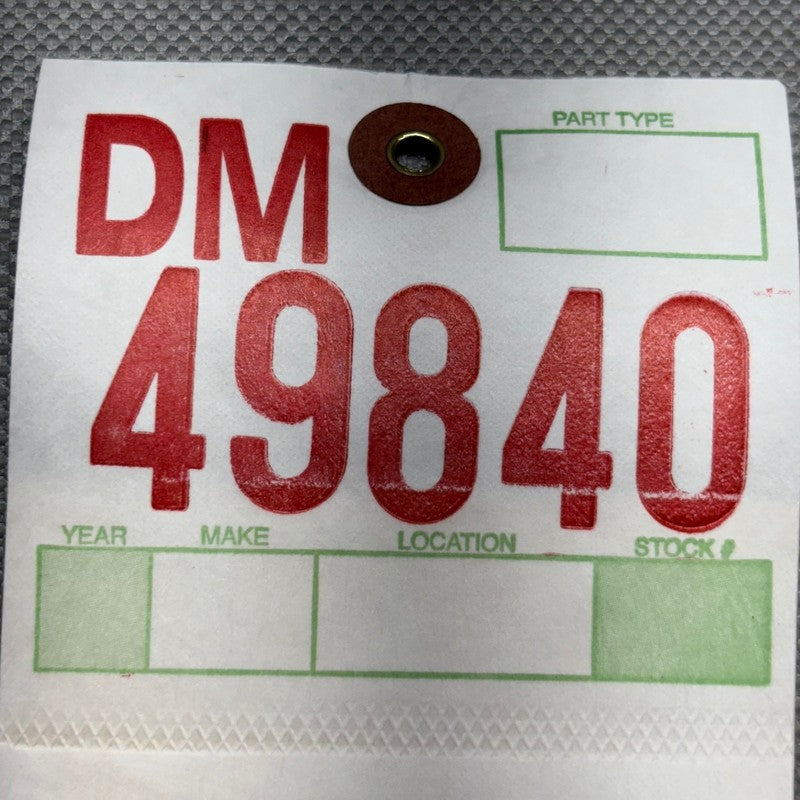 DM
PART TYPE
49840
YEAR MAKE LOCATION STOCK #